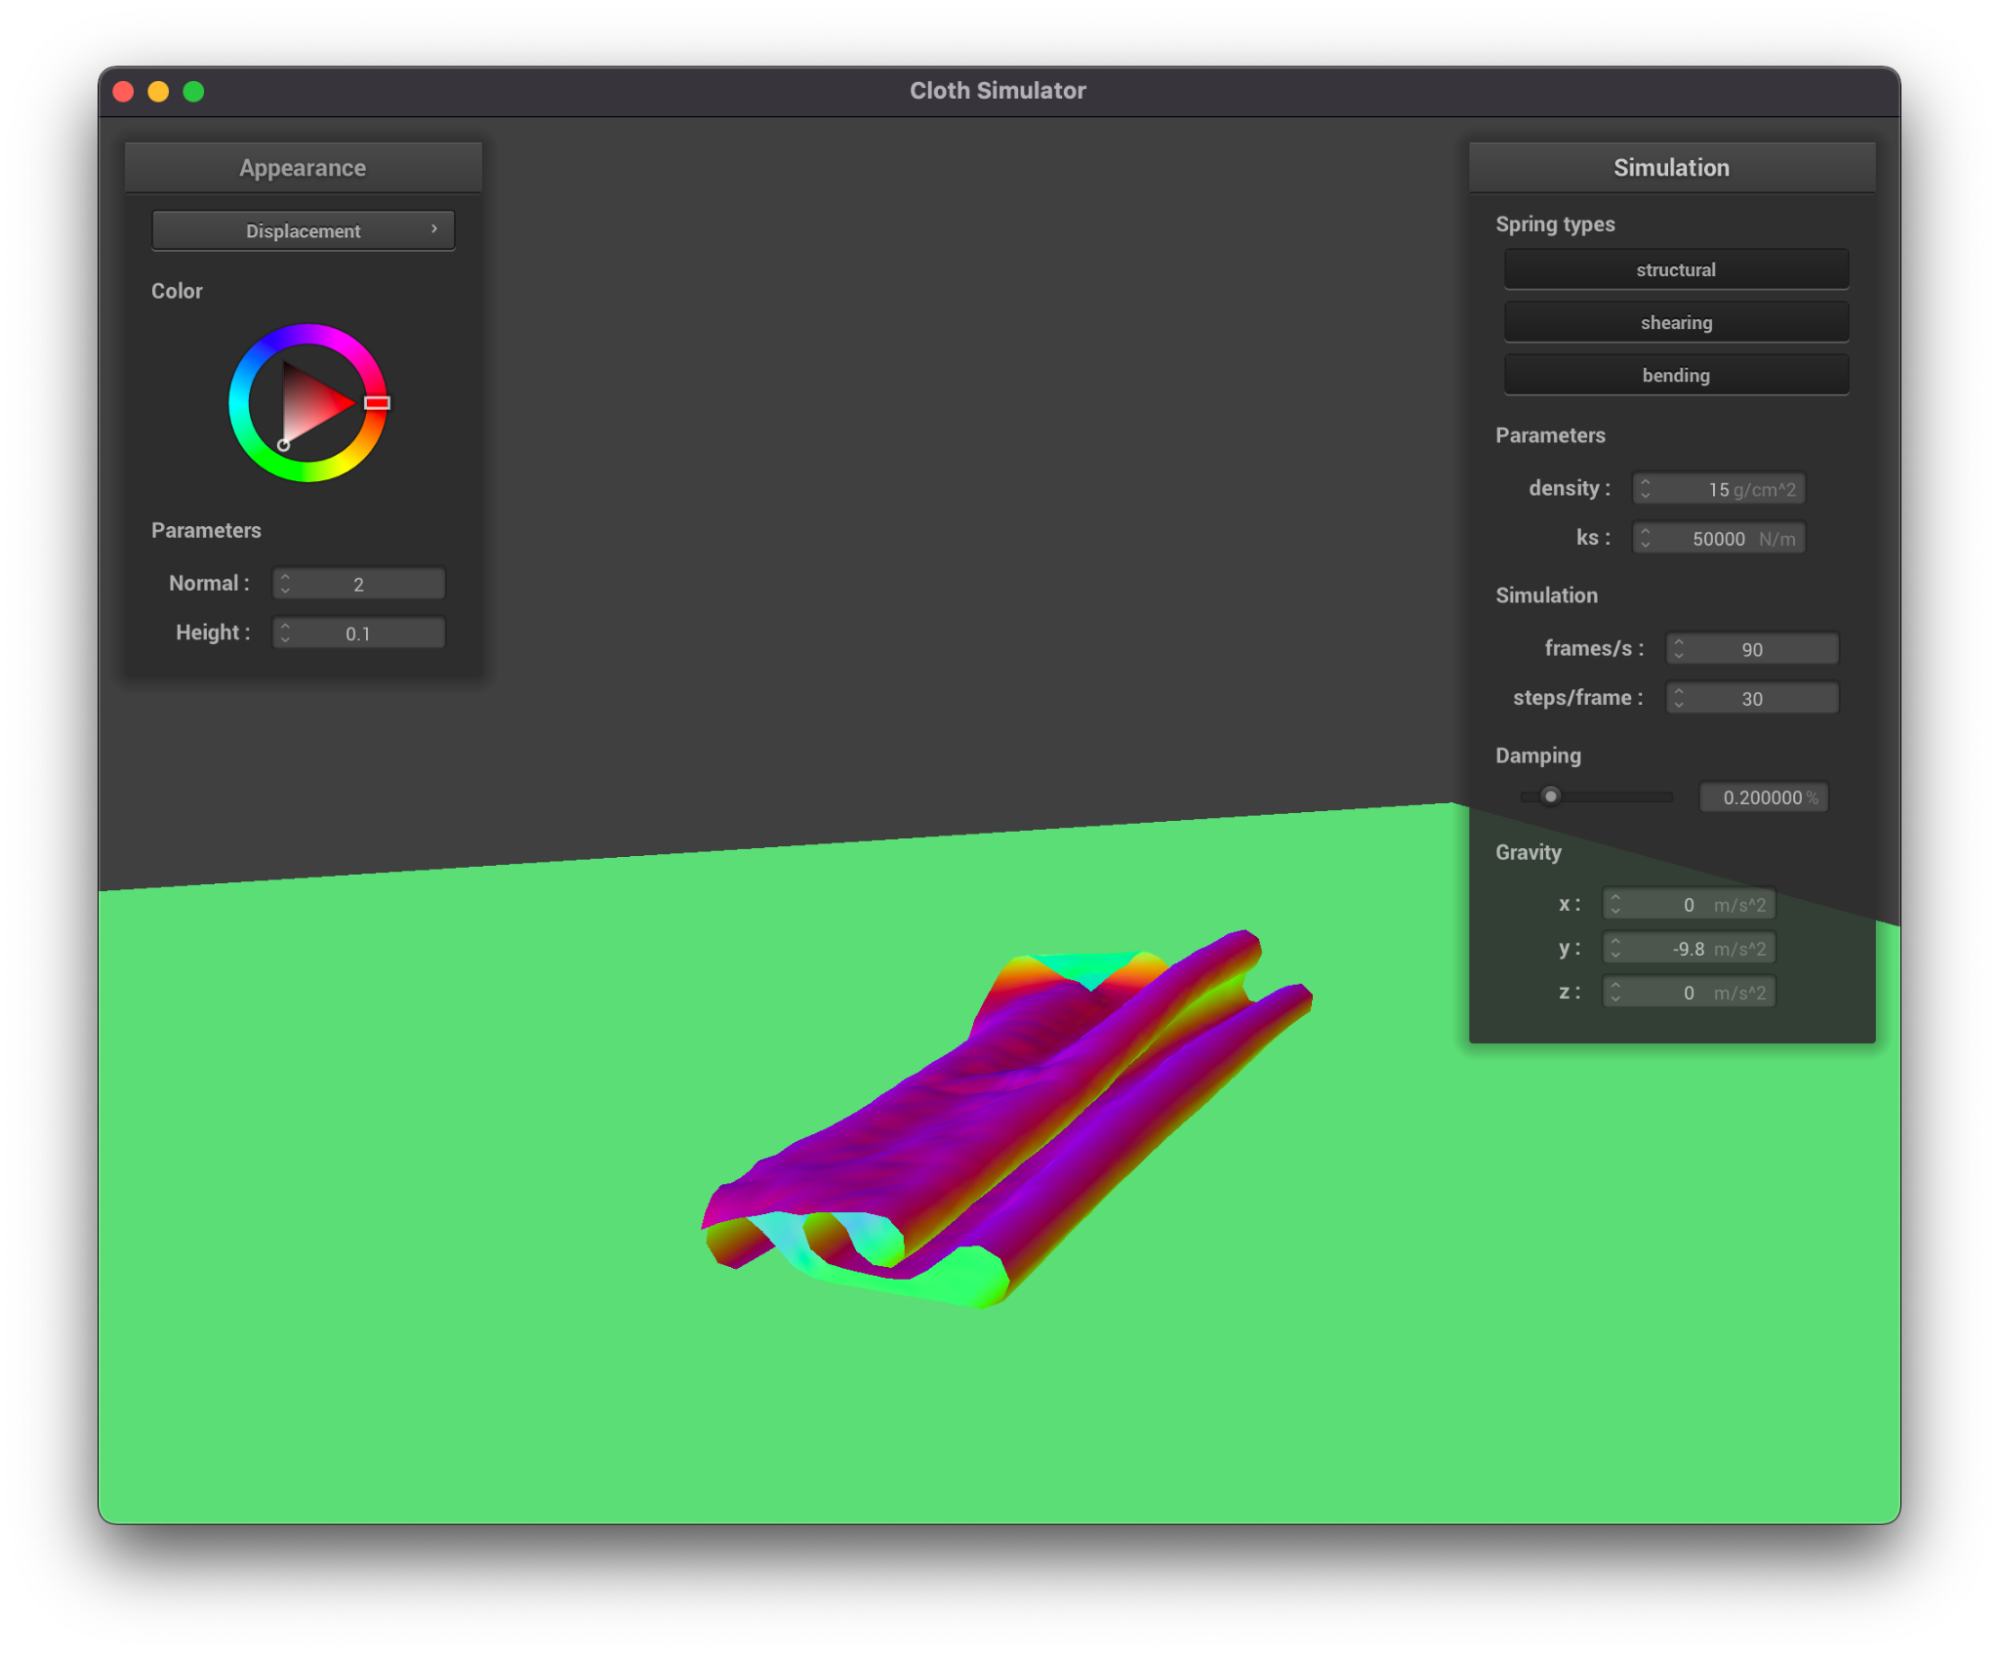 Cloth Simulator
Appearance
Displacement
Color
Parameters
Normal : 2
Height : 0.1
Simulation
Spring types
structural
shearing
bending
Parameters
density : 15 g/cm^2
ks : 50000 N/m
Simulation
frames/s : 90
steps/frame : 30
Damping
0.200000 %
Gravity
x : 0 m/s^2
y : -9.8 m/s^2
z : 0 m/s^2